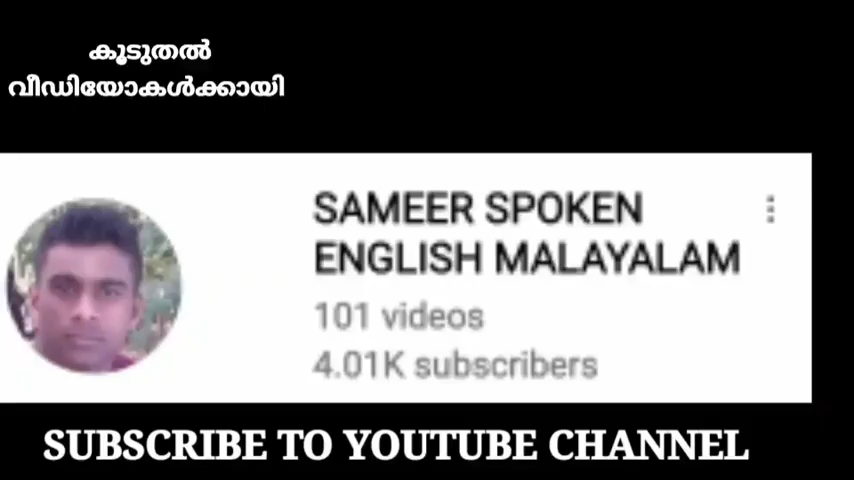 കൂടുതൽ
വീഡിയോകൾക്കായി
SAMEER SPOKEN
ENGLISH MALAYALAM
101 videos
4.01K subscribers
SUBSCRIBE TO YOUTUBE CHANNEL